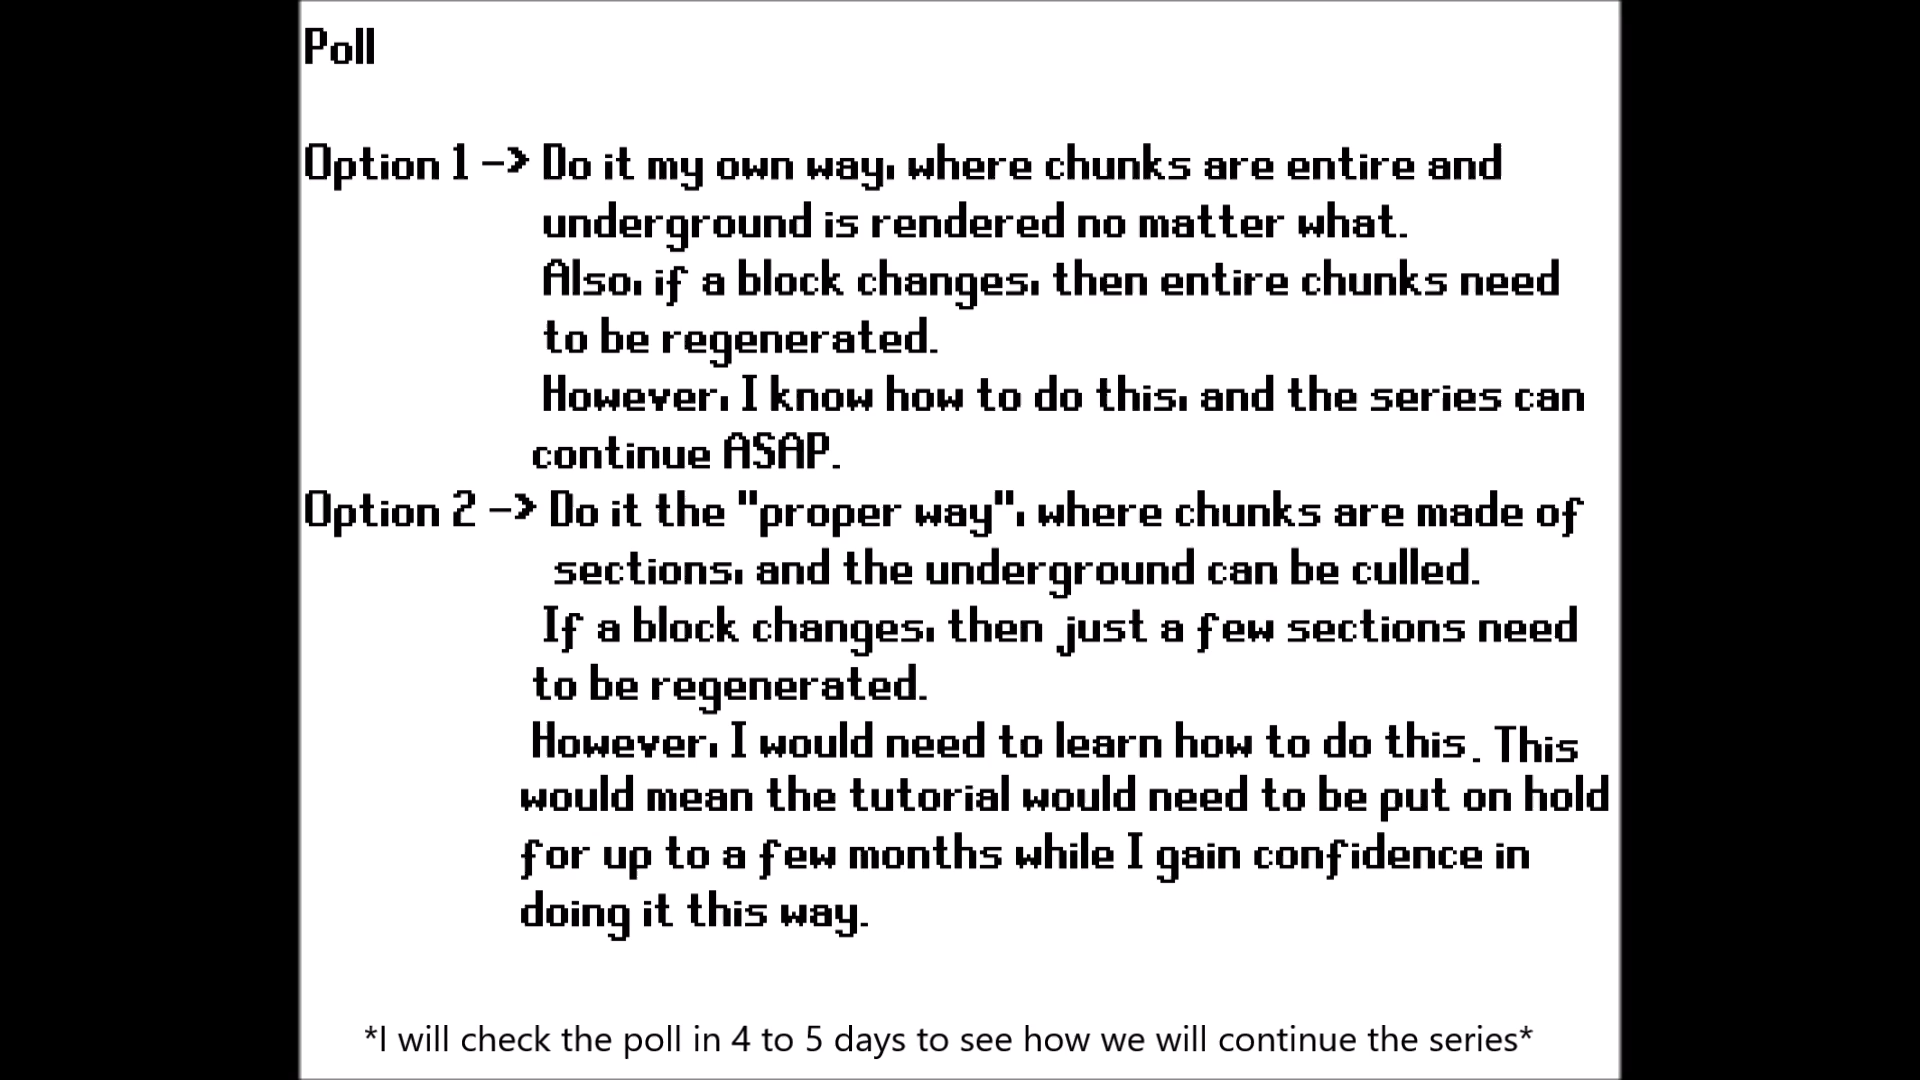 Poll
Option 1 -> Do it my own way, where chunks are entire and
underground is rendered no matter what.
Also, if a block changes, then entire chunks need
to be regenerated.
However, I know how to do this, and the series can
continue ASAP.
Option 2 -> Do it the "proper way", where chunks are made of
sections, and the underground can be culled.
If a block changes, then just a few sections need
to be regenerated.
However, I would need to learn how to do this. This
would mean the tutorial would need to be put on hold
for up to a few months while I gain confidence in
doing it this way.
*I will check the poll in 4 to 5 days to see how we will continue the series*